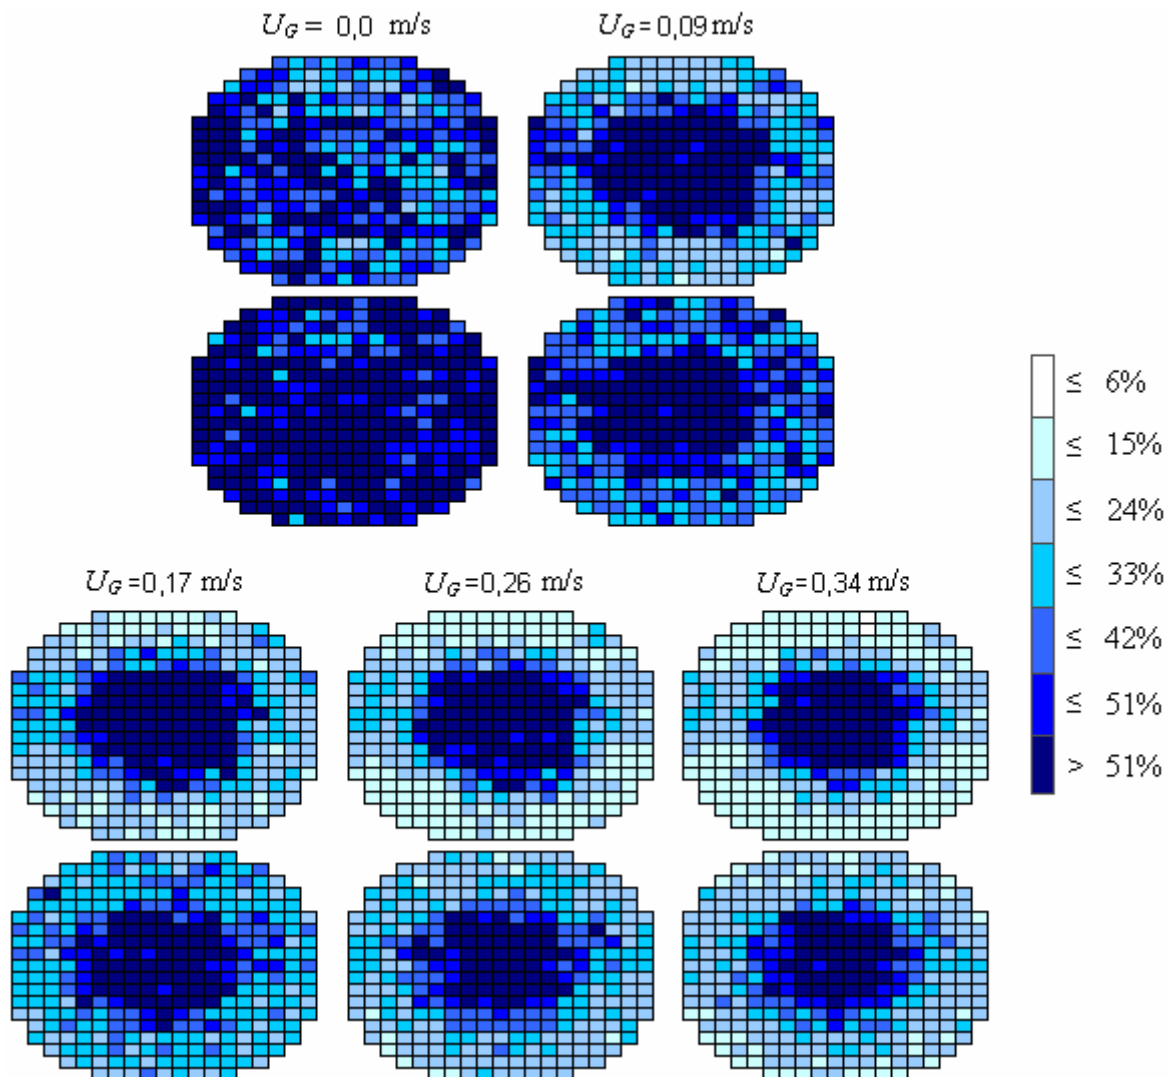 U_G = 0,0 m/s
U_G = 0,09 m/s
≤ 6%
≤ 15%
≤ 24%
≤ 33%
≤ 42%
≤ 51%
> 51%
U_G =0,17 m/s
U_G =0,26 m/s
U_G =0,34 m/s